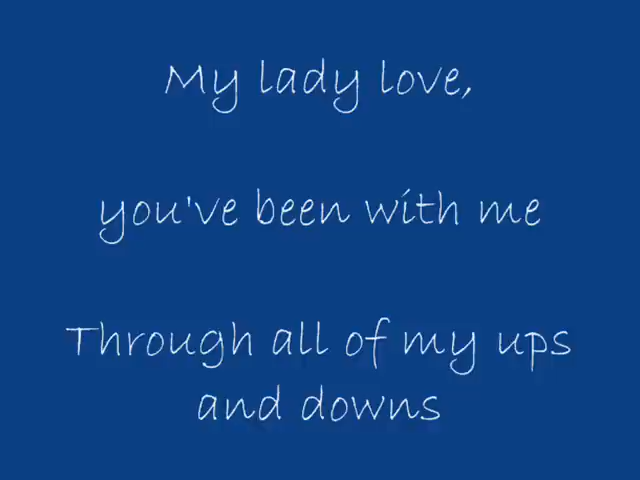 My lady love,
you've been with me
Through all of my ups
and downs